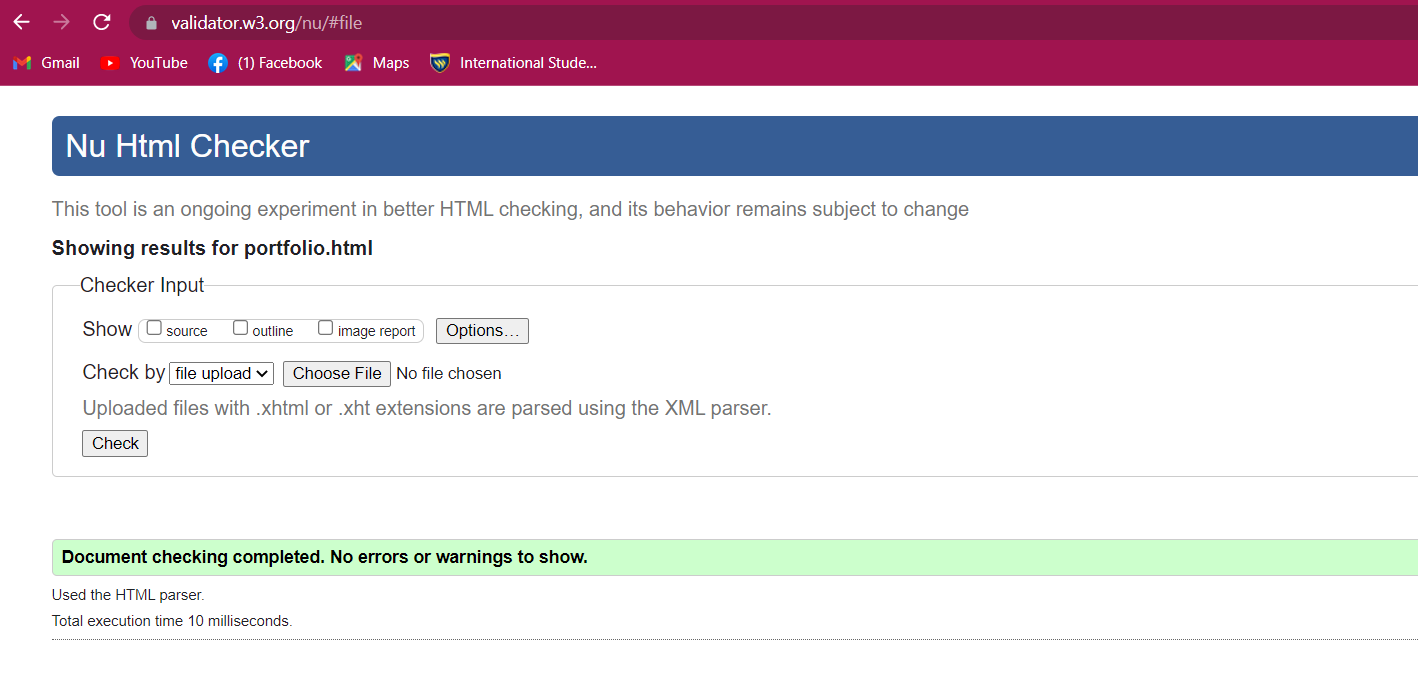 validator.w3.org/nu/#file
Gmail YouTube (1) Facebook Maps International Stude...
Nu Html Checker
This tool is an ongoing experiment in better HTML checking, and its behavior remains subject to change
Showing results for portfolio.html
Checker Input
Show source outline image report Options...
Check by file upload Choose File No file chosen
Uploaded files with .xhtml or .xht extensions are parsed using the XML parser.
Check
Document checking completed. No errors or warnings to show.
Used the HTML parser.
Total execution time 10 milliseconds.